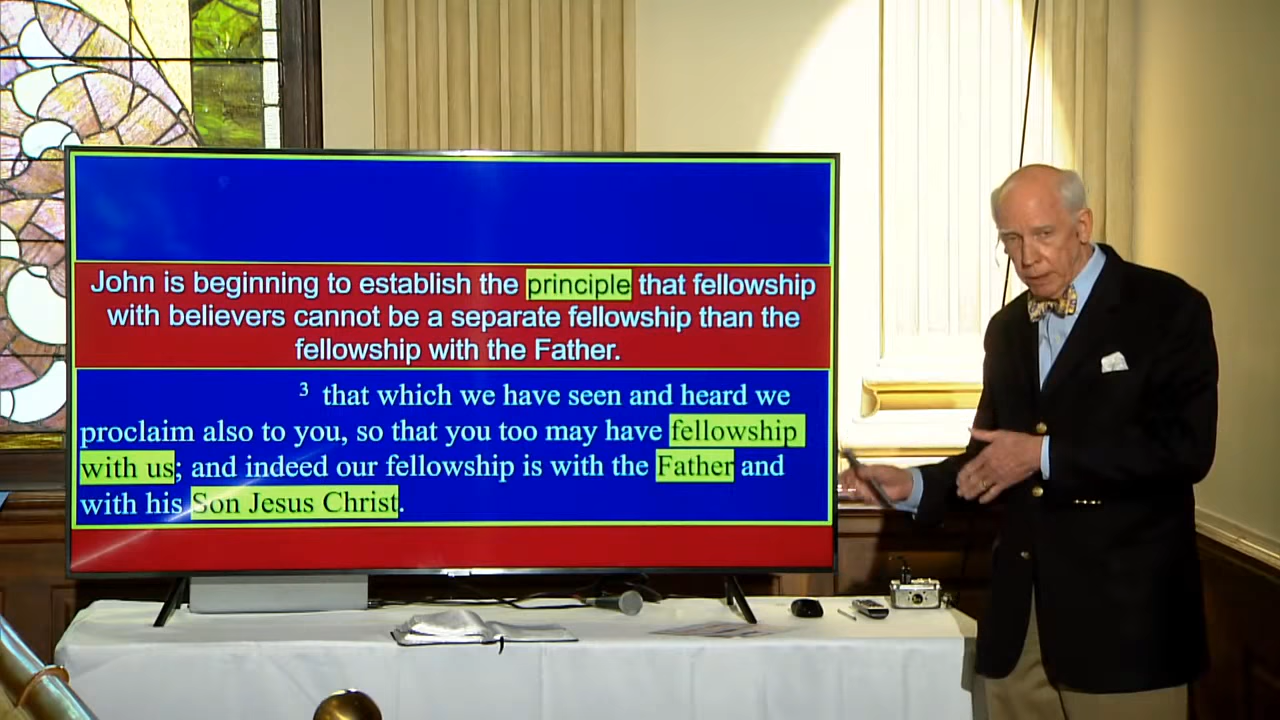 John is beginning to establish the principle that fellowship
with believers cannot be a separate fellowship than the
fellowship with the Father.
3 that which we have seen and heard we
proclaim also to you, so that you too may have fellowship
with us; and indeed our fellowship is with the Father and
with his Son Jesus Christ.